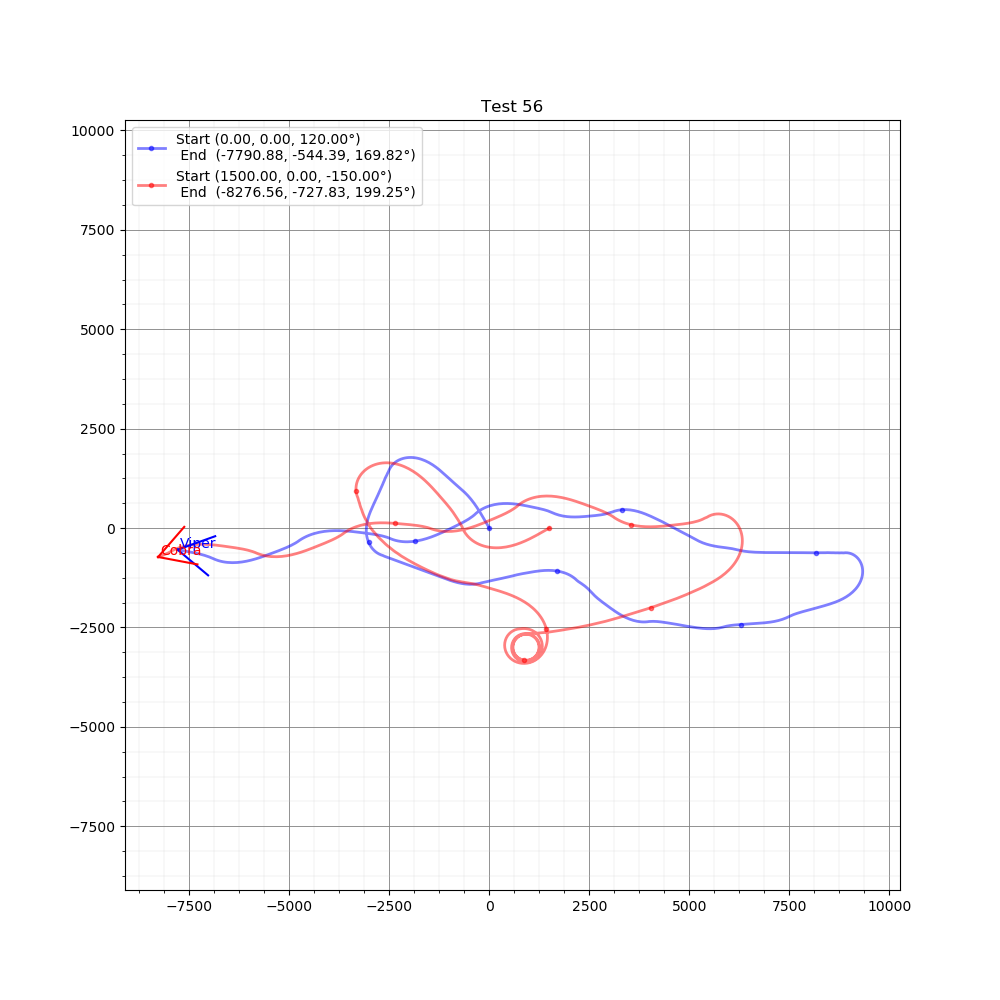 Test 56
Start (0.00, 0.00, 120.00°)
End  (-7790.88, -544.39, 169.82°)
Start (1500.00, 0.00, -150.00°)
End  (-8276.56, -727.83, 199.25°)
10000
7500
5000
2500
0
−2500
−5000
−7500
Viper
Cobra
−7500 −5000 −2500 0 2500 5000 7500 10000